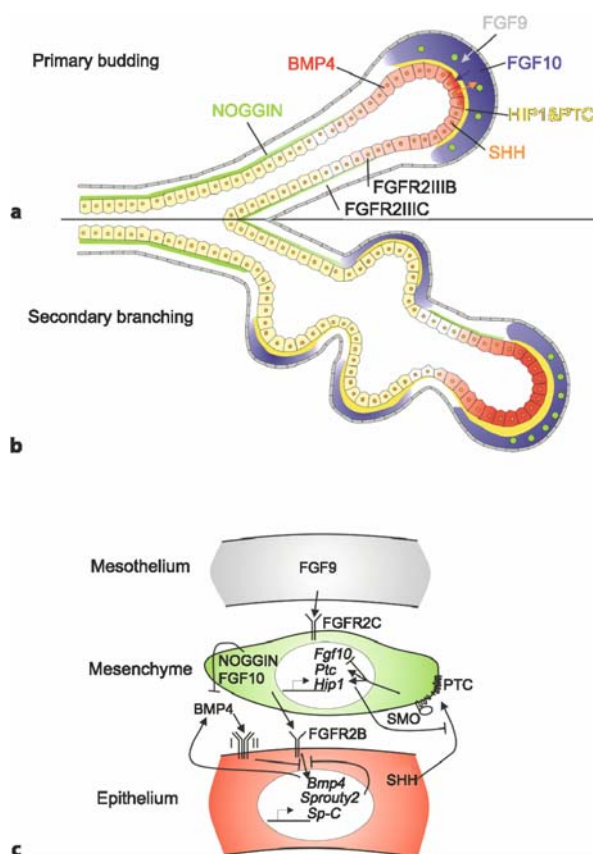 FGF9
Primary budding
BMP4
FGF10
NOGGIN
HIP1&PTC
SHH
FGFR2IIIB
a
FGFR2IIIC
Secondary branching
b
Mesothelium
FGF9
FGFR2C
Mesenchyme
NOGGIN
Fgf10
FGF10
Ptc
Hip1
PTC
SMO
BMP4
I
II
FGFR2B
Epithelium
Bmp4
SHH
Sprouty2
Sp-C
c